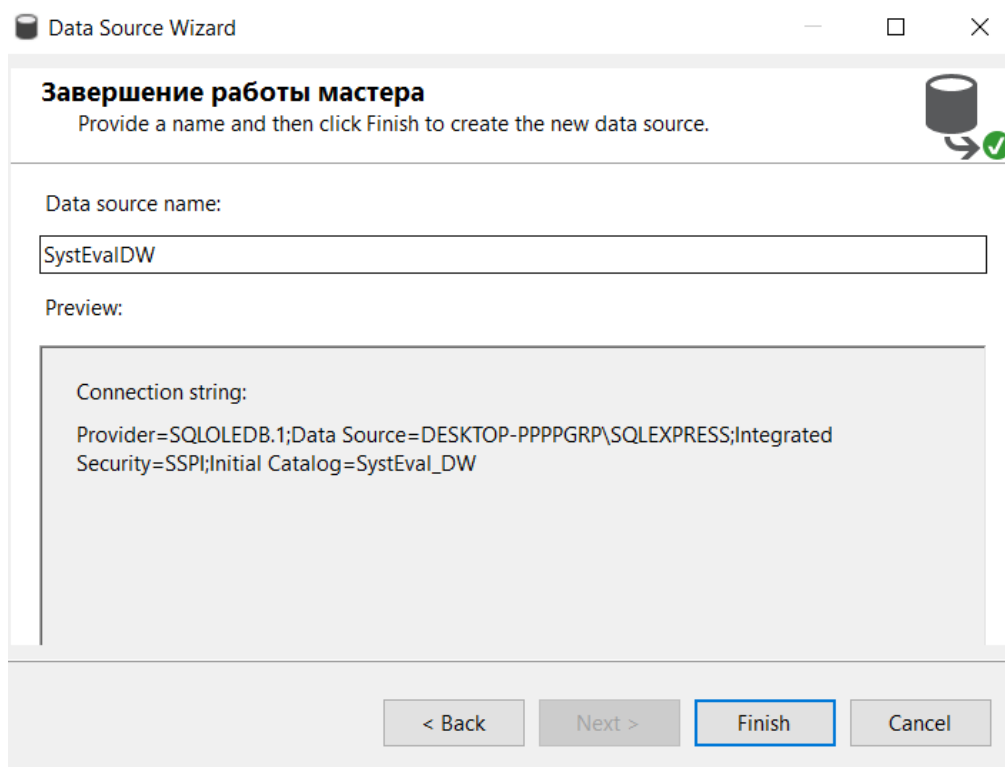 Data Source Wizard
Завершение работы мастера
Provide a name and then click Finish to create the new data source.
Data source name:
SystEvalDW
Preview:
Connection string:
Provider=SQLOLEDB.1;Data Source=DESKTOP-PPPPGRP\SQLEXPRESS;Integrated
Security=SSPI;Initial Catalog=SystEval_DW
< Back
Next >
Finish
Cancel